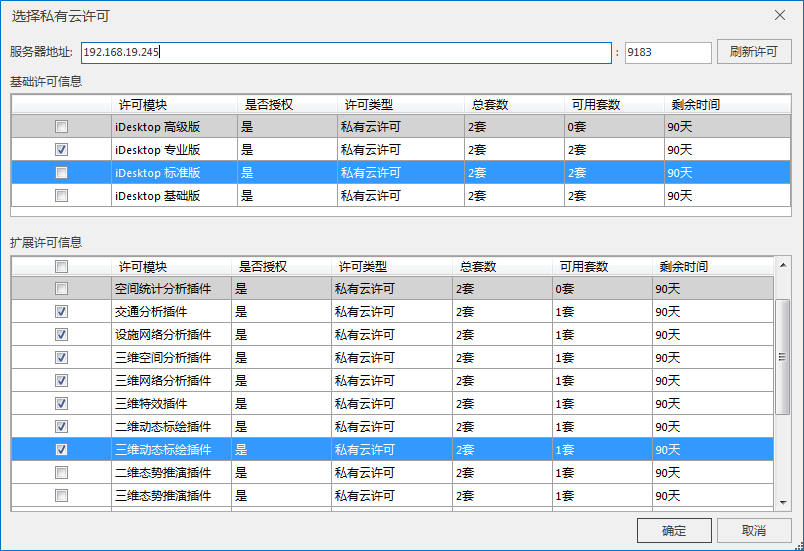 选择私有云许可
服务器地址: 192.168.19.245 : 9183 刷新许可
基础许可信息
许可模块 是否授权 许可类型 总套数 可用套数 剩余时间
iDesktop 高级版 是 私有云许可 2套 0套 90天
iDesktop 专业版 是 私有云许可 2套 2套 90天
iDesktop 标准版 是 私有云许可 2套 2套 90天
iDesktop 基础版 是 私有云许可 2套 2套 90天
扩展许可信息
许可模块 是否授权 许可类型 总套数 可用套数 剩余时间
空间统计分析插件 是 私有云许可 2套 0套 90天
交通分析插件 是 私有云许可 2套 1套 90天
设施网络分析插件 是 私有云许可 2套 1套 90天
三维空间分析插件 是 私有云许可 2套 1套 90天
三维网络分析插件 是 私有云许可 2套 1套 90天
三维特效插件 是 私有云许可 2套 1套 90天
二维动态标绘插件 是 私有云许可 2套 1套 90天
三维动态标绘插件 是 私有云许可 2套 1套 90天
二维态势推演插件 是 私有云许可 2套 1套 90天
三维态势推演插件 是 私有云许可 2套 1套 90天
确定 取消